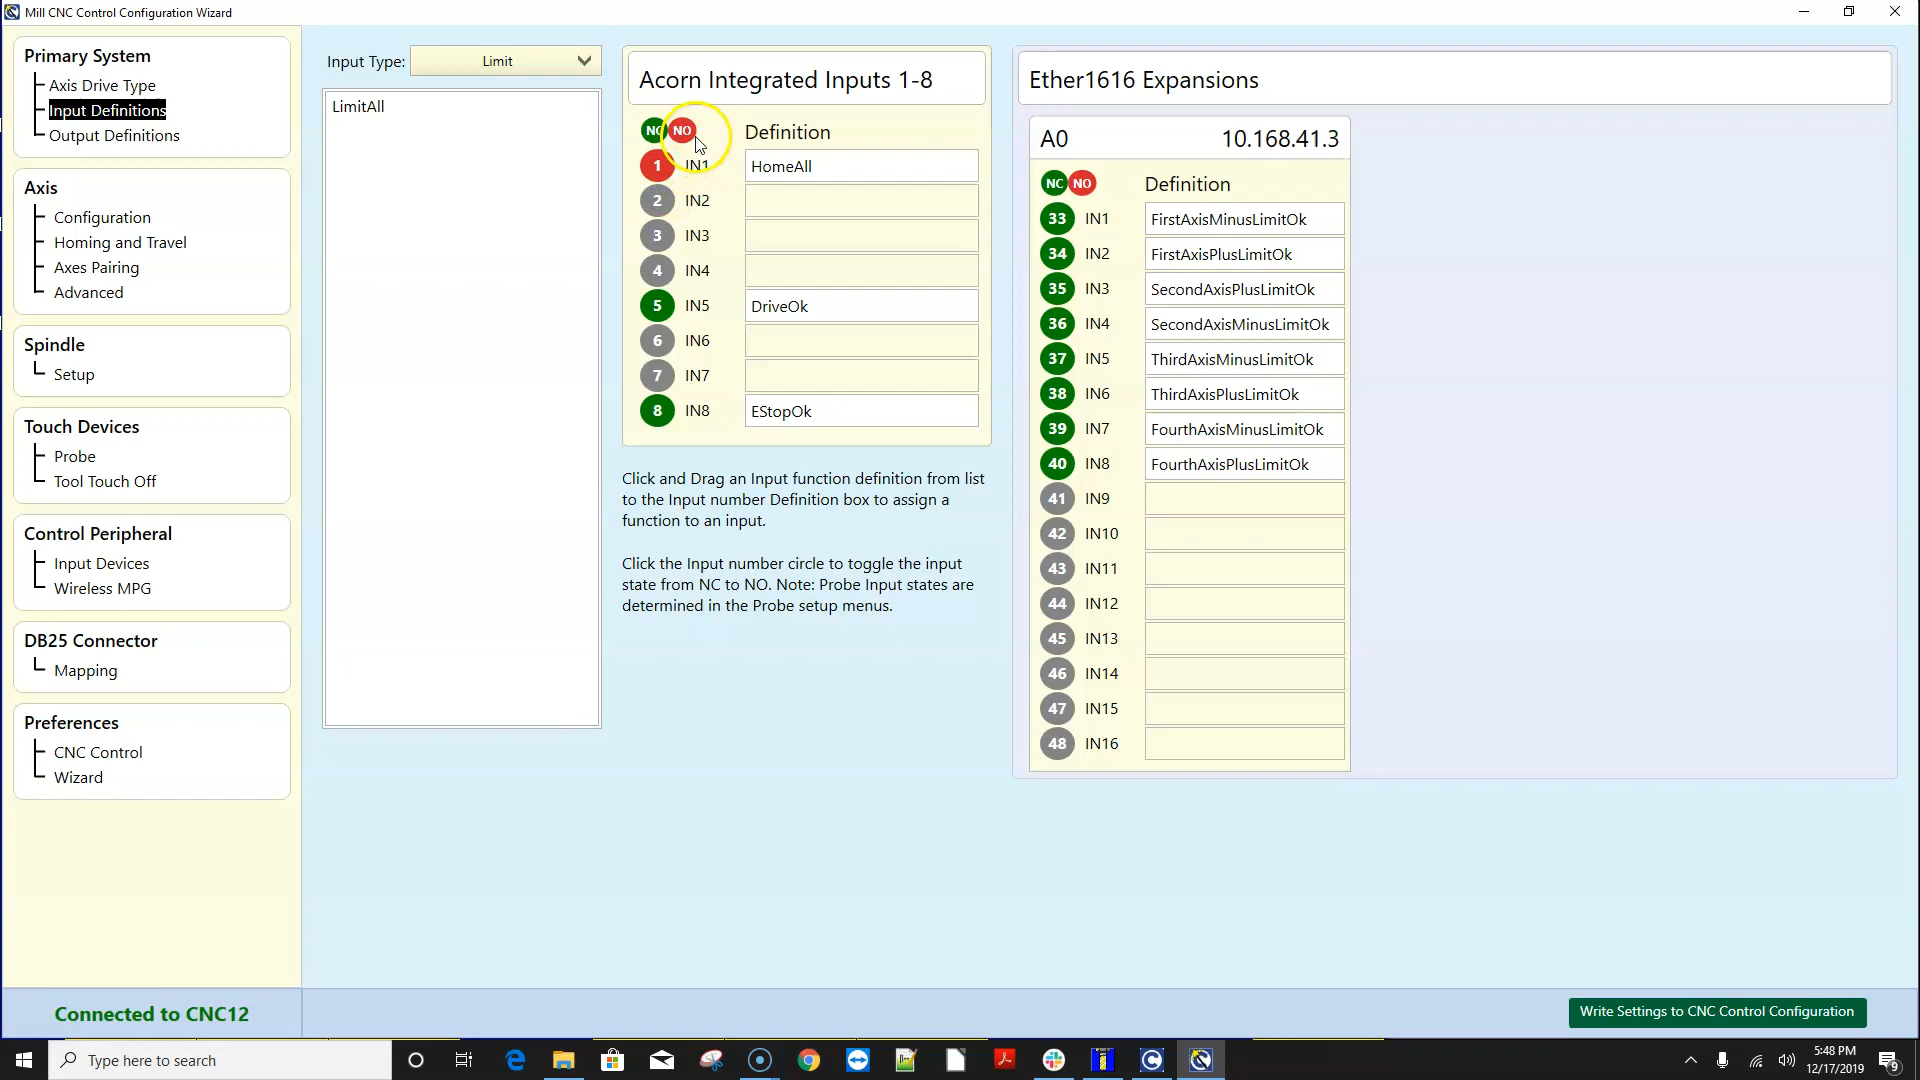 Mill CNC Control Configuration Wizard
Primary System
Axis Drive Type
Input Definitions
Output Definitions
Axis
Configuration
Homing and Travel
Axes Pairing
Advanced
Spindle
Setup
Touch Devices
Probe
Tool Touch Off
Control Peripheral
Input Devices
Wireless MPG
DB25 Connector
Mapping
Preferences
CNC Control
Wizard
Connected to CNC12
Input Type: Limit
LimitAll
Acorn Integrated Inputs 1-8
NC NO Definition
1 IN1 HomeAll
2 IN2
3 IN3
4 IN4
5 IN5 DriveOk
6 IN6
7 IN7
8 IN8 EStopOk
Click and Drag an Input function definition from list
to the Input number Definition box to assign a
function to an input.
Click the Input number circle to toggle the input
state from NC to NO. Note: Probe Input states are
determined in the Probe setup menus.
Ether1616 Expansions
A0 10.168.41.3
NC NO Definition
33 IN1 FirstAxisMinusLimitOk
34 IN2 FirstAxisPlusLimitOk
35 IN3 SecondAxisPlusLimitOk
36 IN4 SecondAxisMinusLimitOk
37 IN5 ThirdAxisMinusLimitOk
38 IN6 ThirdAxisPlusLimitOk
39 IN7 FourthAxisMinusLimitOk
40 IN8 FourthAxisPlusLimitOk
41 IN9
42 IN10
43 IN11
44 IN12
45 IN13
46 IN14
47 IN15
48 IN16
Write Settings to CNC Control Configuration
Type here to search
5:48 PM
12/17/2019
9